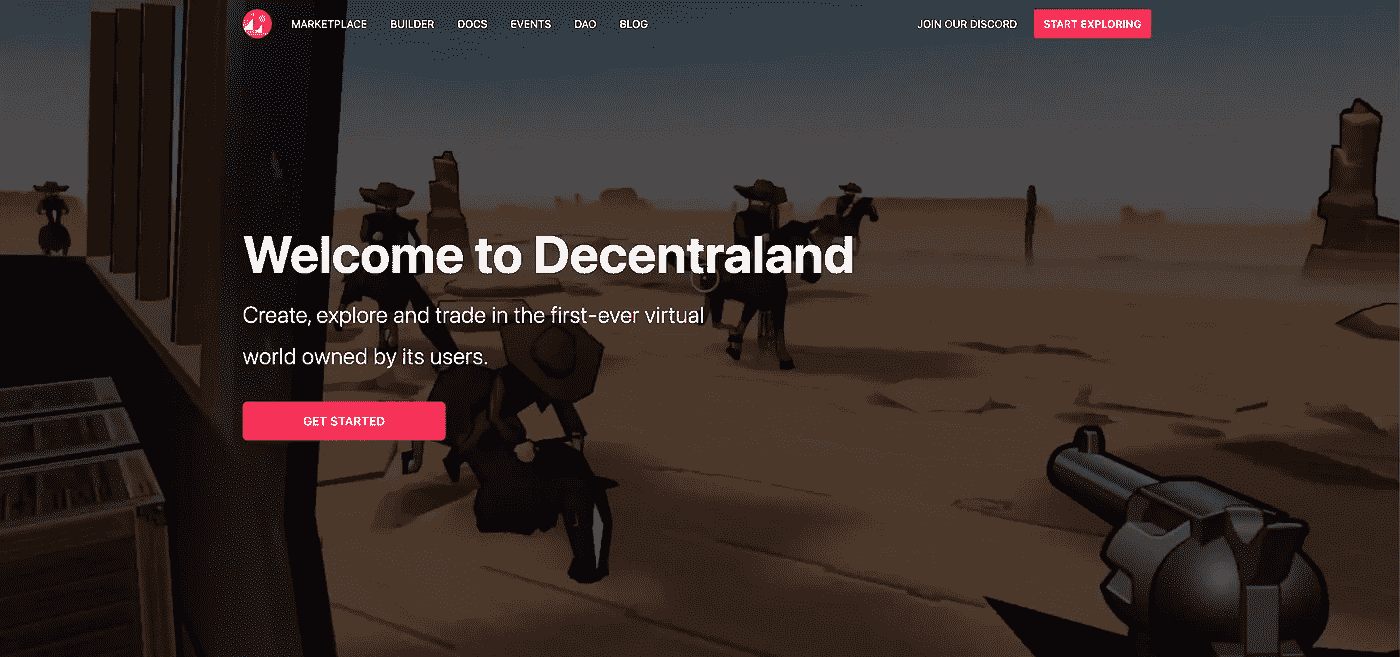 MARKETPLACE BUILDER DOCS EVENTS DAO BLOG JOIN OUR DISCORD START EXPLORING
Welcome to Decentraland
Create, explore and trade in the first-ever virtual
world owned by its users.
GET STARTED